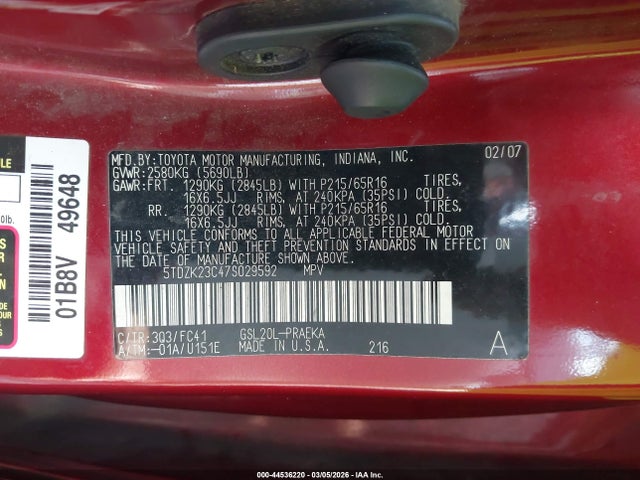 MFD.BY:TOYOTA MOTOR MANUFACTURING, INDIANA, INC. 02/07
GVWR:2580KG (5690LB)
GAWR:FRT. 1290KG (2845LB) WITH P215/65R16 TIRES,
16X6.5JJ RIMS, AT 240KPA (35PSI) COLD.
RR. 1290KG (2845LB) WITH P215/65R16 TIRES,
16X6.5JJ RIMS, AT 240KPA (35PSI) COLD.
THIS VEHICLE CONFORMS TO ALL APPLICABLE FEDERAL MOTOR
VEHICLE SAFETY AND THEFT PREVENTION STANDARDS IN EFFECT ON
THE DATE OF MANUFACTURE SHOWN ABOVE.
5TDZK23C47S029592 MPV
C/TR:3Q3/FC41 GSL20L-PRAEKA
A/TM:-01A/U151E MADE IN U.S.A. 216 A
01B8V 49648
000-44536220 - 03/05/2026 - IAA, Inc.